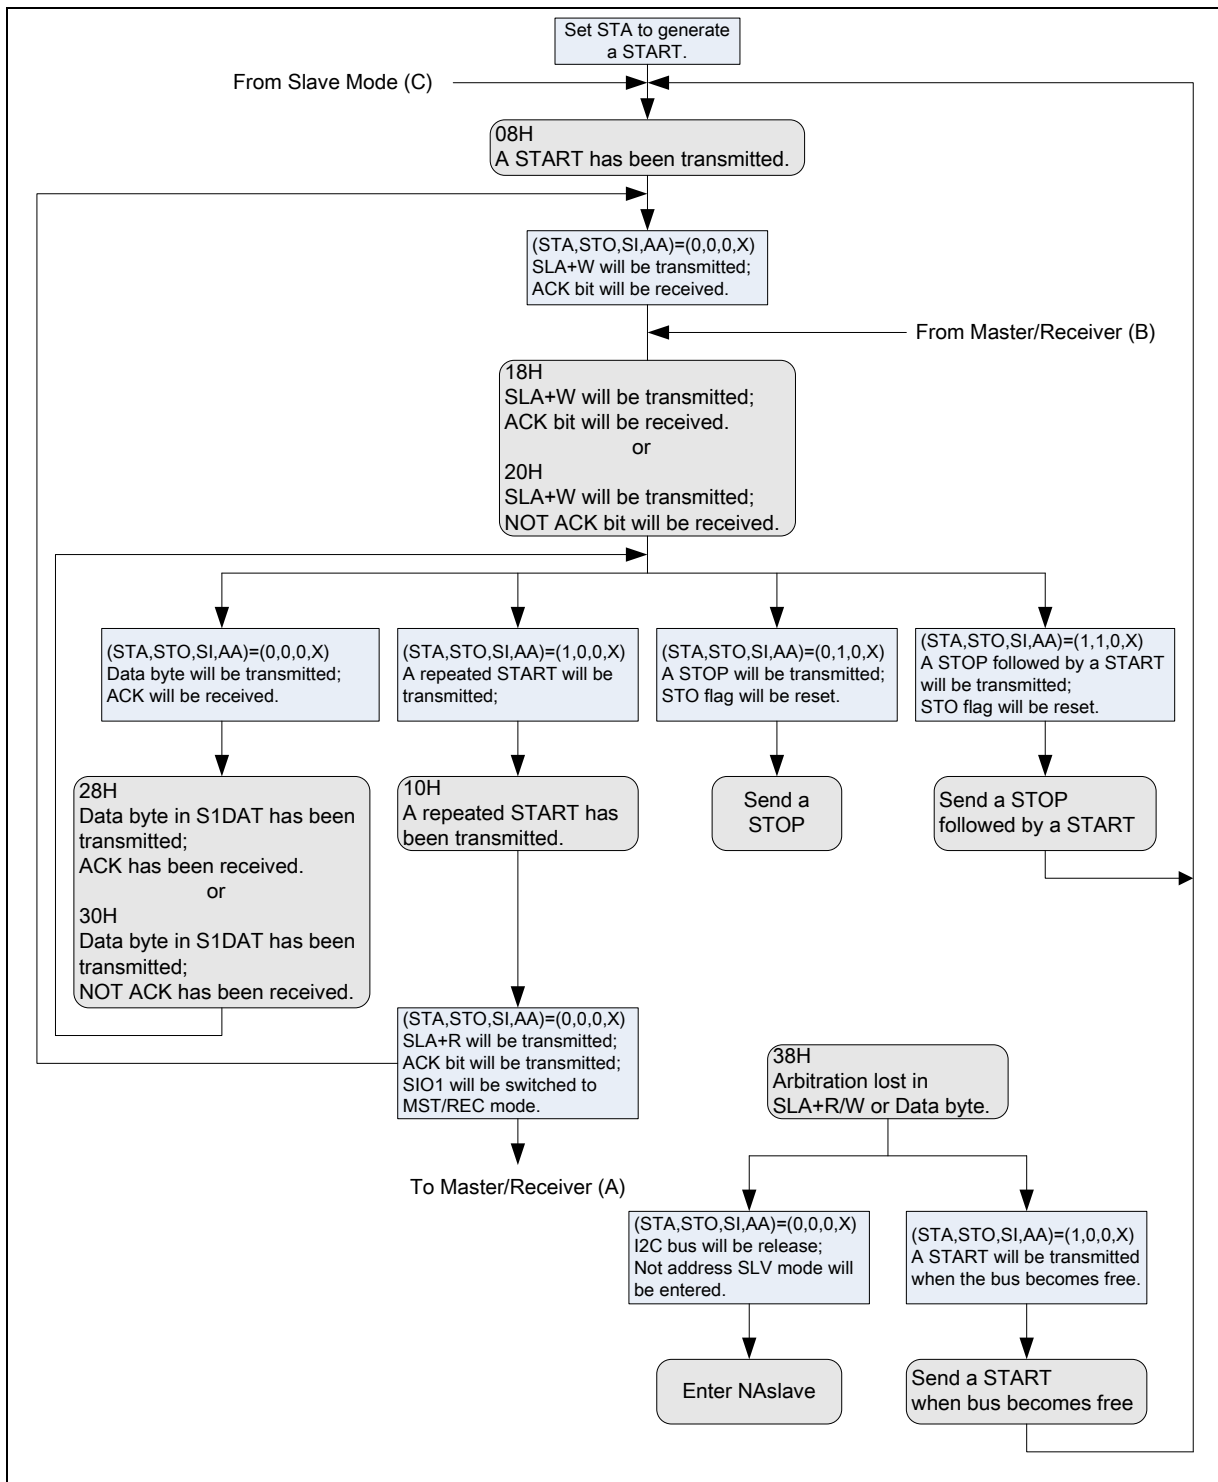 Set STA to generate
a START.
From Slave Mode (C)
08H
A START has been transmitted.
(STA,STO,SI,AA)=(0,0,0,X)
SLA+W will be transmitted;
ACK bit will be received.
From Master/Receiver (B)
18H
SLA+W will be transmitted;
ACK bit will be received.
or
20H
SLA+W will be transmitted;
NOT ACK bit will be received.
(STA,STO,SI,AA)=(0,0,0,X)
Data byte will be transmitted;
ACK will be received.
(STA,STO,SI,AA)=(1,0,0,X)
A repeated START will be
transmitted;
(STA,STO,SI,AA)=(0,1,0,X)
A STOP will be transmitted;
STO flag will be reset.
(STA,STO,SI,AA)=(1,1,0,X)
A STOP followed by a START
will be transmitted;
STO flag will be reset.
28H
Data byte in S1DAT has been
transmitted;
ACK has been received.
or
30H
Data byte in S1DAT has been
transmitted;
NOT ACK has been received.
10H
A repeated START has
been transmitted.
Send a
STOP
Send a STOP
followed by a START
(STA,STO,SI,AA)=(0,0,0,X)
SLA+R will be transmitted;
ACK bit will be transmitted;
SIO1 will be switched to
MST/REC mode.
To Master/Receiver (A)
38H
Arbitration lost in
SLA+R/W or Data byte.
(STA,STO,SI,AA)=(0,0,0,X)
I2C bus will be release;
Not address SLV mode will
be entered.
(STA,STO,SI,AA)=(1,0,0,X)
A START will be transmitted
when the bus becomes free.
Enter NAslave
Send a START
when bus becomes free